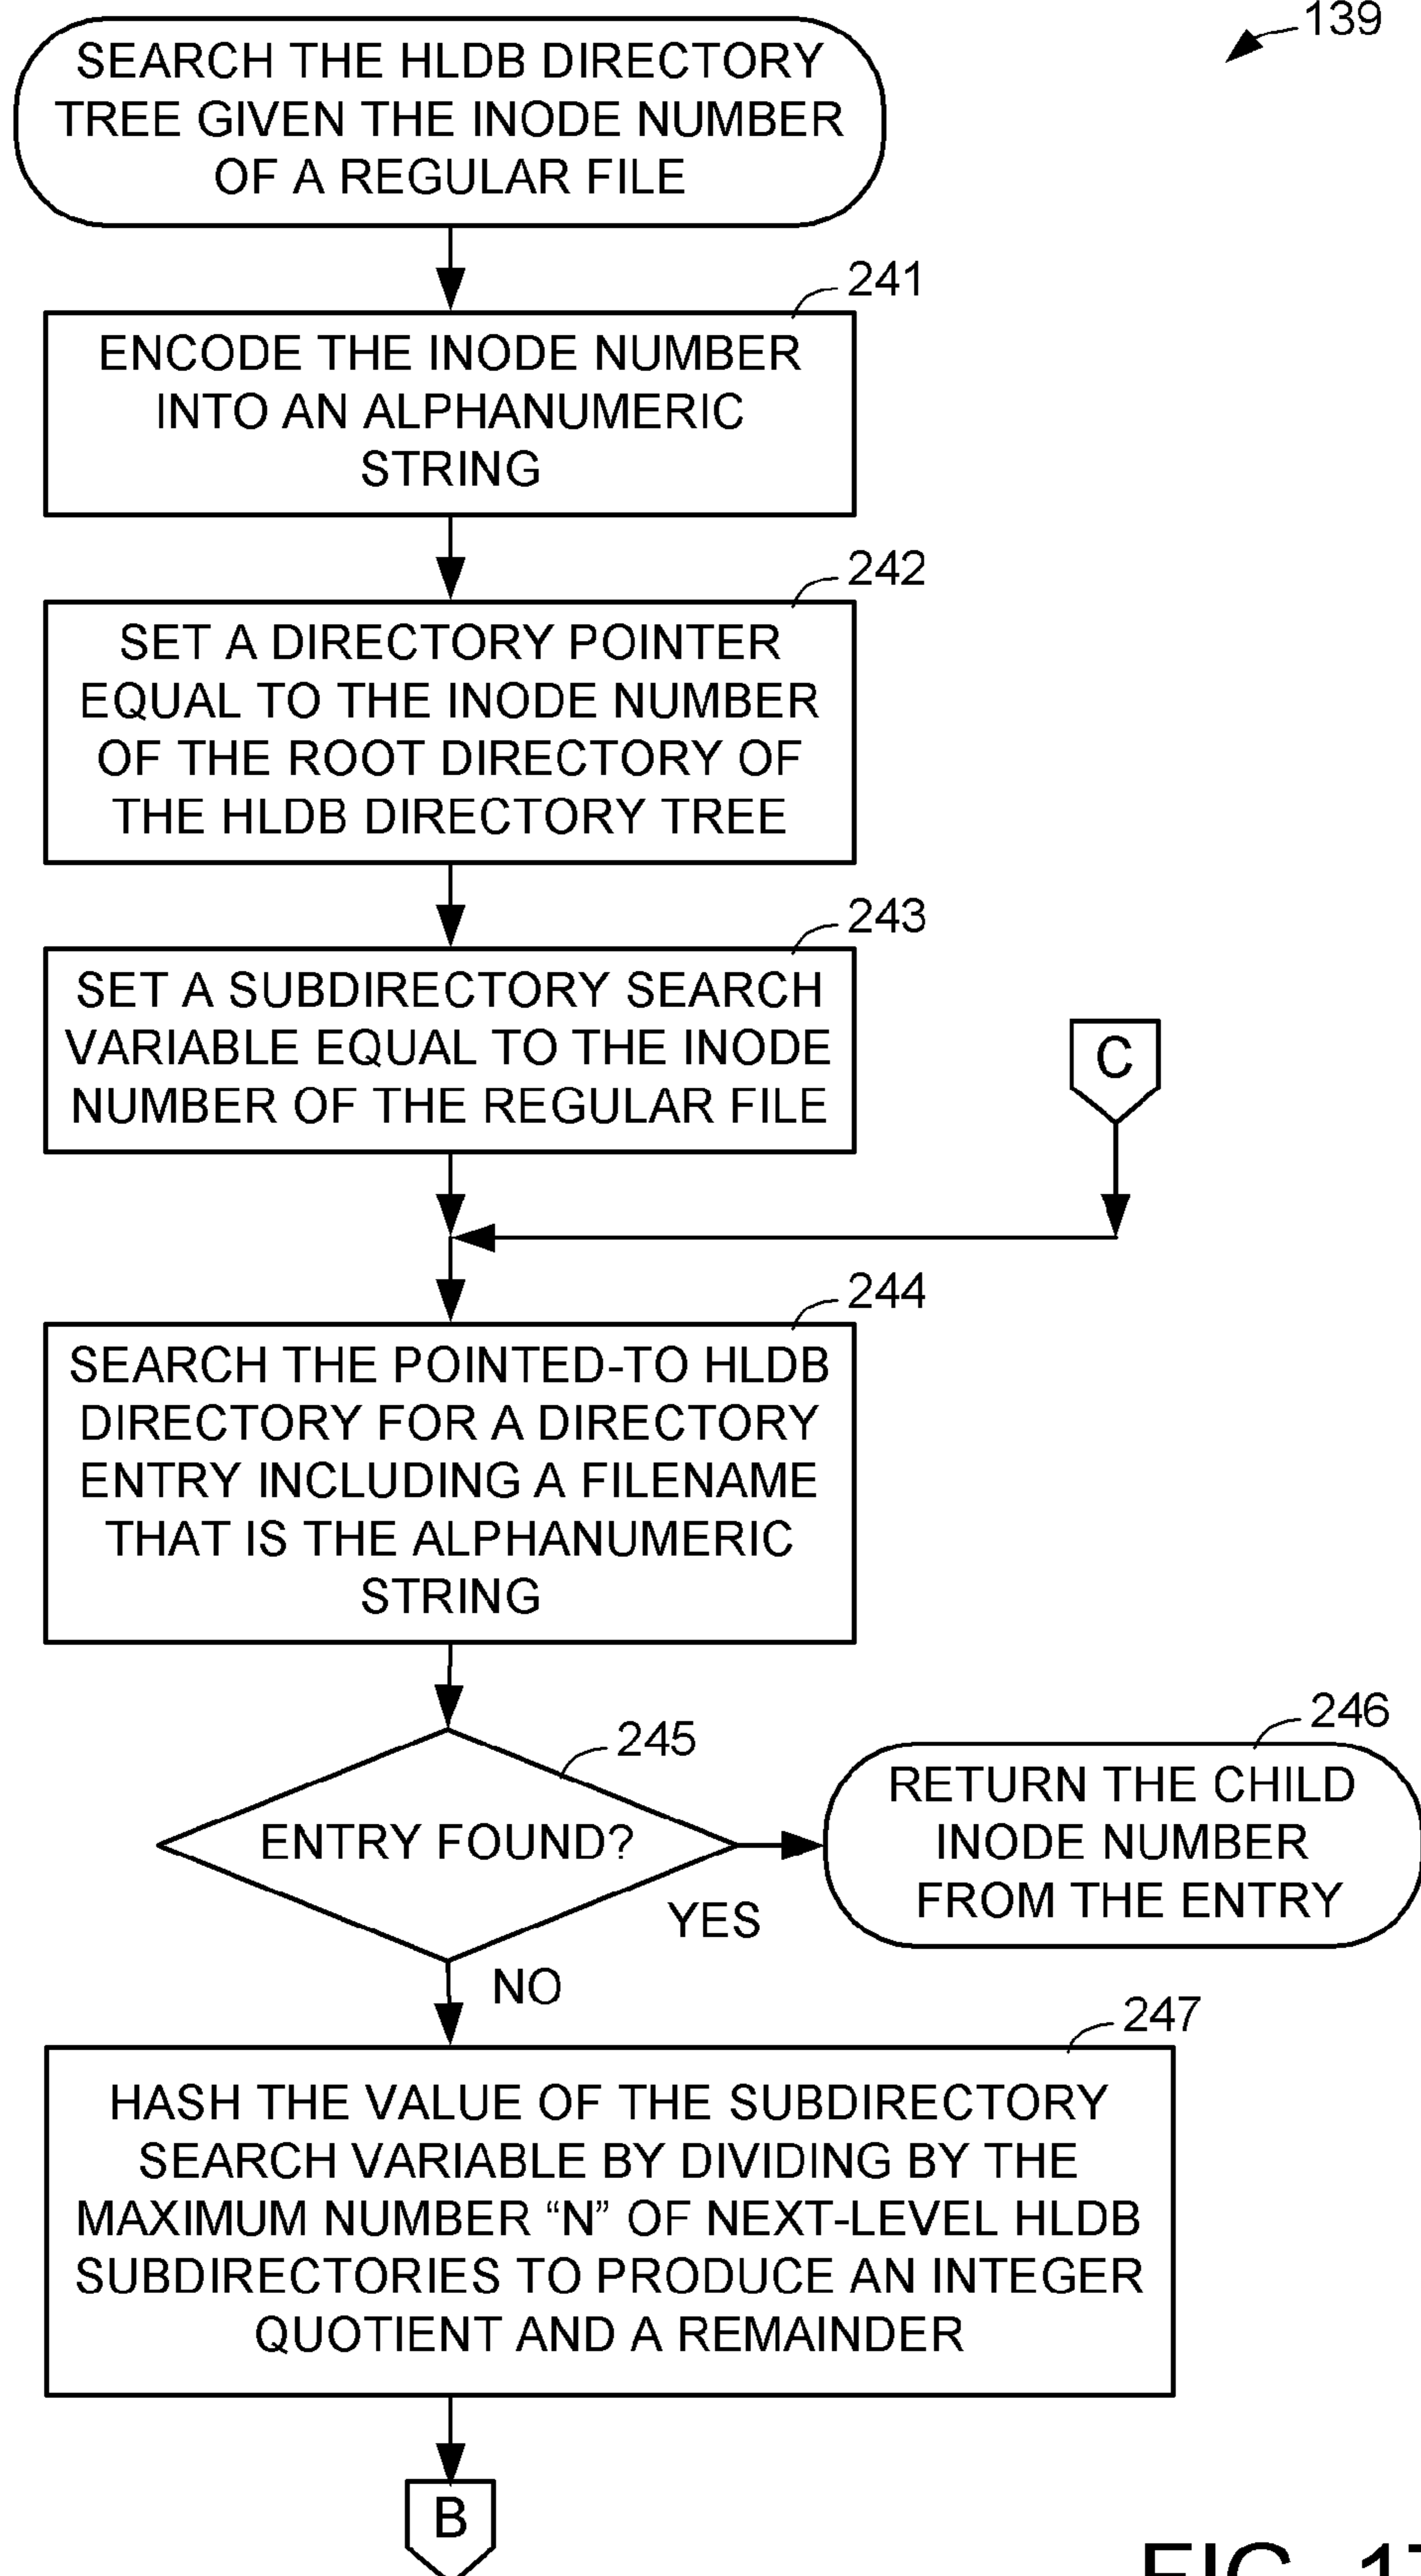 139
SEARCH THE HLDB DIRECTORY
TREE GIVEN THE INODE NUMBER
OF A REGULAR FILE
241
ENCODE THE INODE NUMBER
INTO AN ALPHANUMERIC
STRING
242
SET A DIRECTORY POINTER
EQUAL TO THE INODE NUMBER
OF THE ROOT DIRECTORY OF
THE HLDB DIRECTORY TREE
243
SET A SUBDIRECTORY SEARCH
VARIABLE EQUAL TO THE INODE
NUMBER OF THE REGULAR FILE
C
244
SEARCH THE POINTED-TO HLDB
DIRECTORY FOR A DIRECTORY
ENTRY INCLUDING A FILENAME
THAT IS THE ALPHANUMERIC
STRING
245
ENTRY FOUND?
YES
246
RETURN THE CHILD
INODE NUMBER
FROM THE ENTRY
NO
247
HASH THE VALUE OF THE SUBDIRECTORY
SEARCH VARIABLE BY DIVIDING BY THE
MAXIMUM NUMBER “N” OF NEXT-LEVEL HLDB
SUBDIRECTORIES TO PRODUCE AN INTEGER
QUOTIENT AND A REMAINDER
B
FIG.